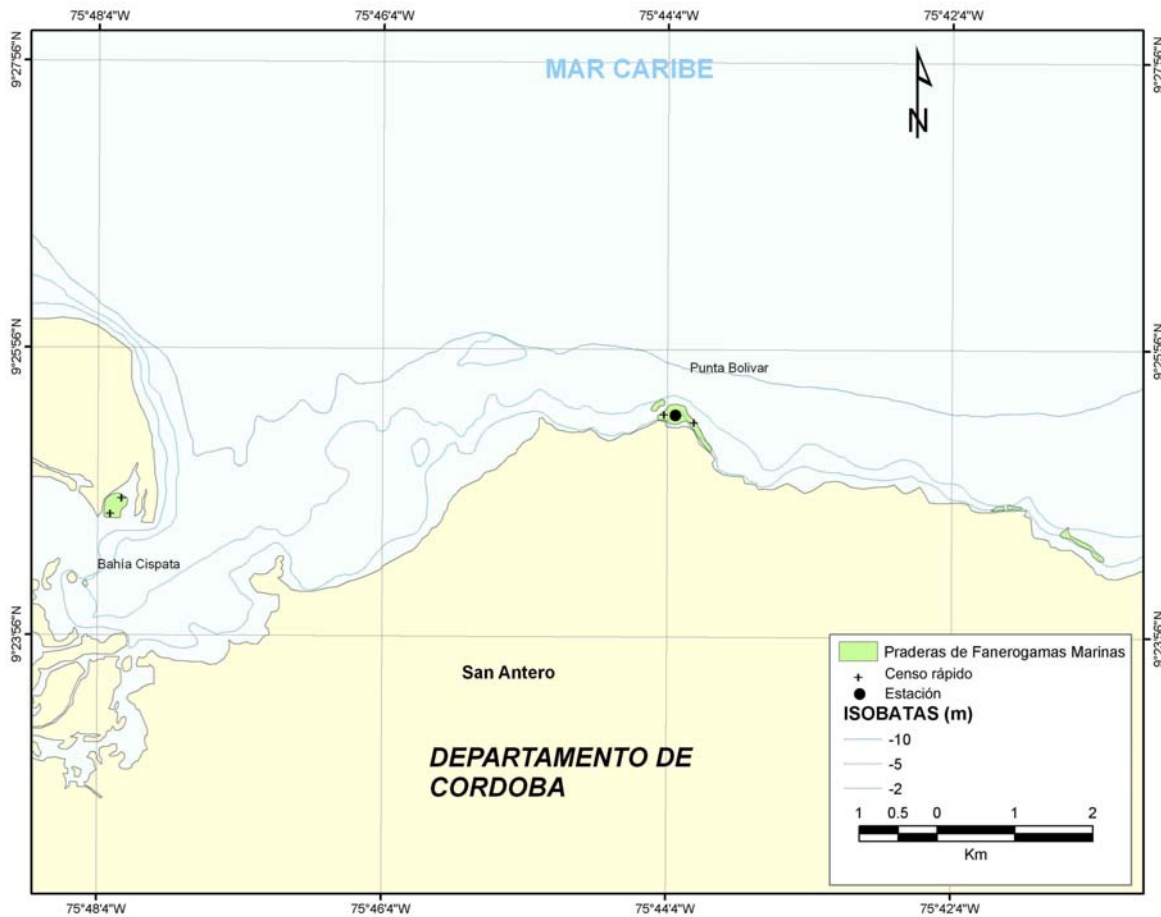 75°48'4"W
75°46'4"W
75°44'4"W
75°42'4"W
9°27'56"N
9°27'56"N
MAR CARIBE
N
9°25'56"N
9°25'56"N
Punta Bolivar
Bahia Cispata
9°23'56"N
9°23'56"N
San Antero
DEPARTAMENTO DE
CORDOBA
Praderas de Fanerogamas Marinas
Censo rápido
Estación
ISOBATAS (m)
-10
-5
-2
1 0.5 0 1 2
Km
75°48'4"W
75°46'4"W
75°44'4"W
75°42'4"W